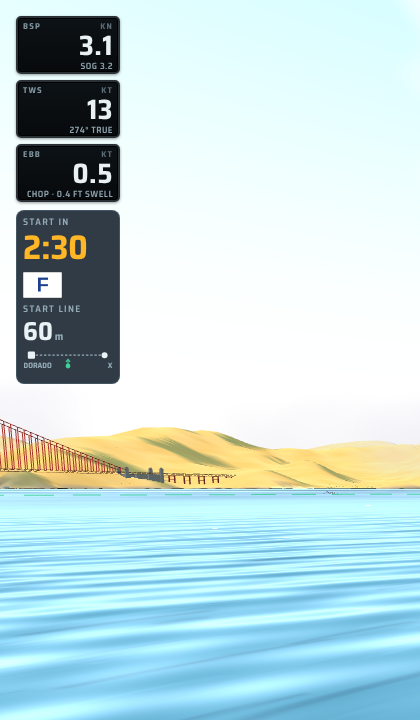 BSP KN
3.1
SOG 3.2
TWS KT
13
274° TRUE
EBB KT
0.5
CHOP · 0.4 FT SWELL
START IN
2:30
F
START LINE
60 m
DORADO X